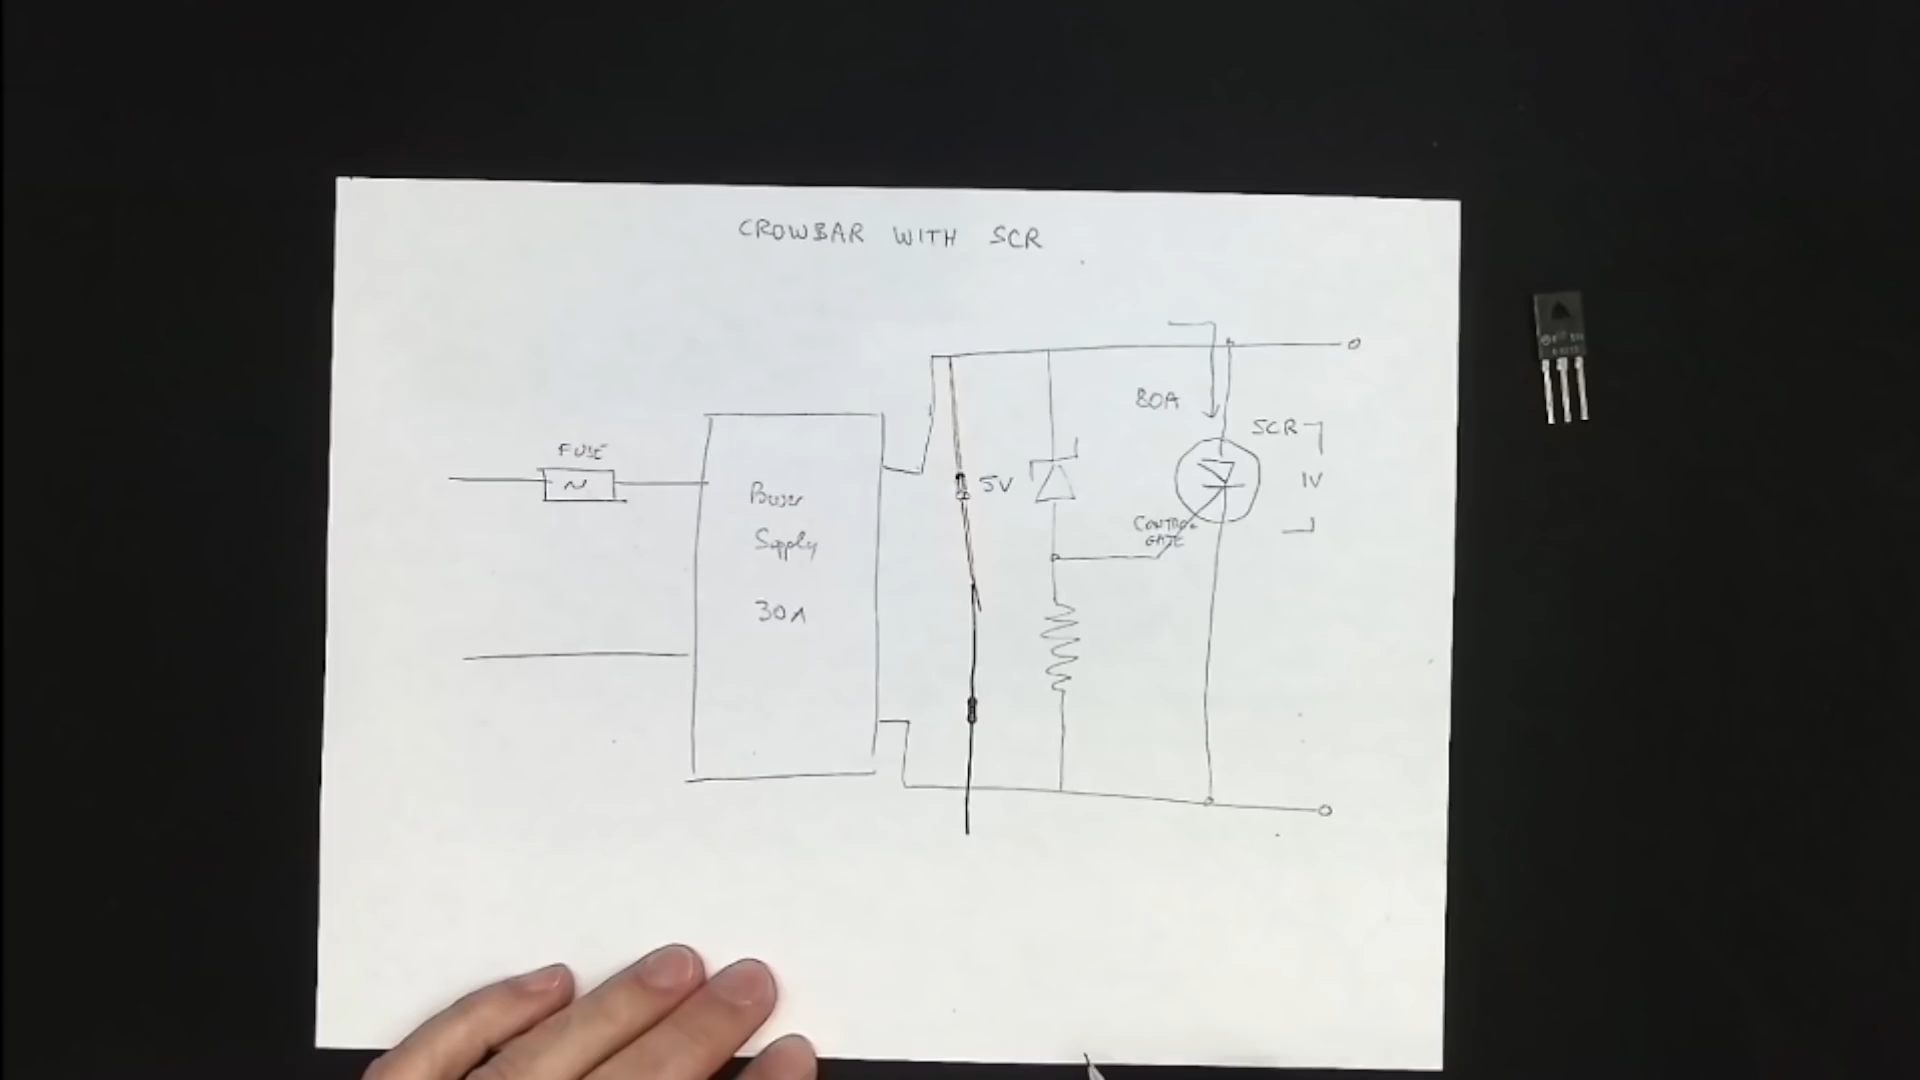 CROWBAR WITH SCR
FUSE
Power
Supply
30A
5V
80A
SCR
1V
CONTROL
GATE